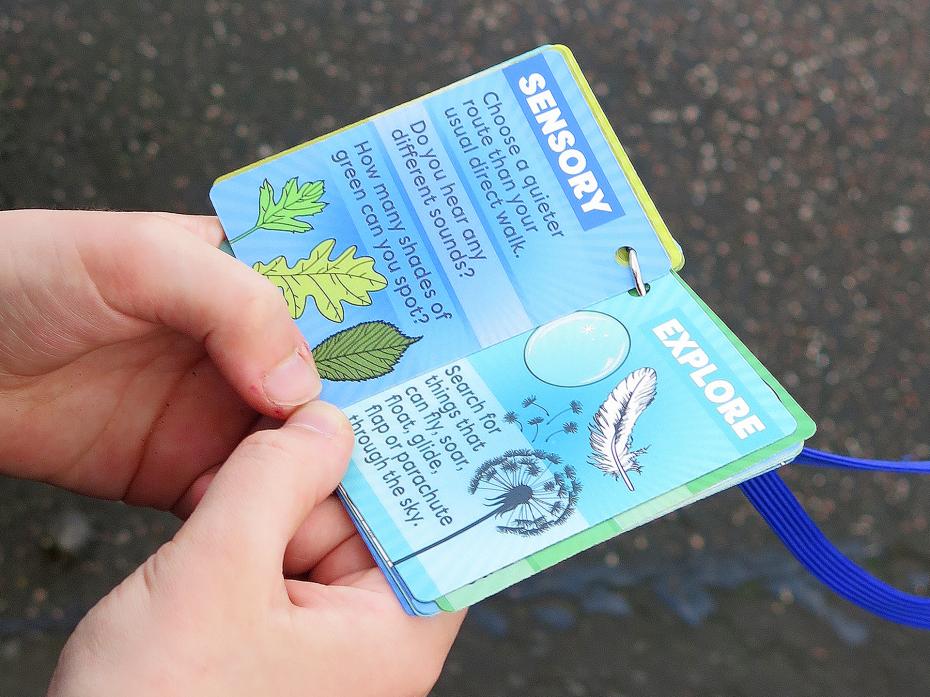 SENSORY
Choose a quieter
route than your
usual direct walk.
Do you hear any
different sounds?
How many shades of
green can you spot?
EXPLORE
Search for
things that
can fly, soar,
float, glide,
flap or parachute
though the sky.